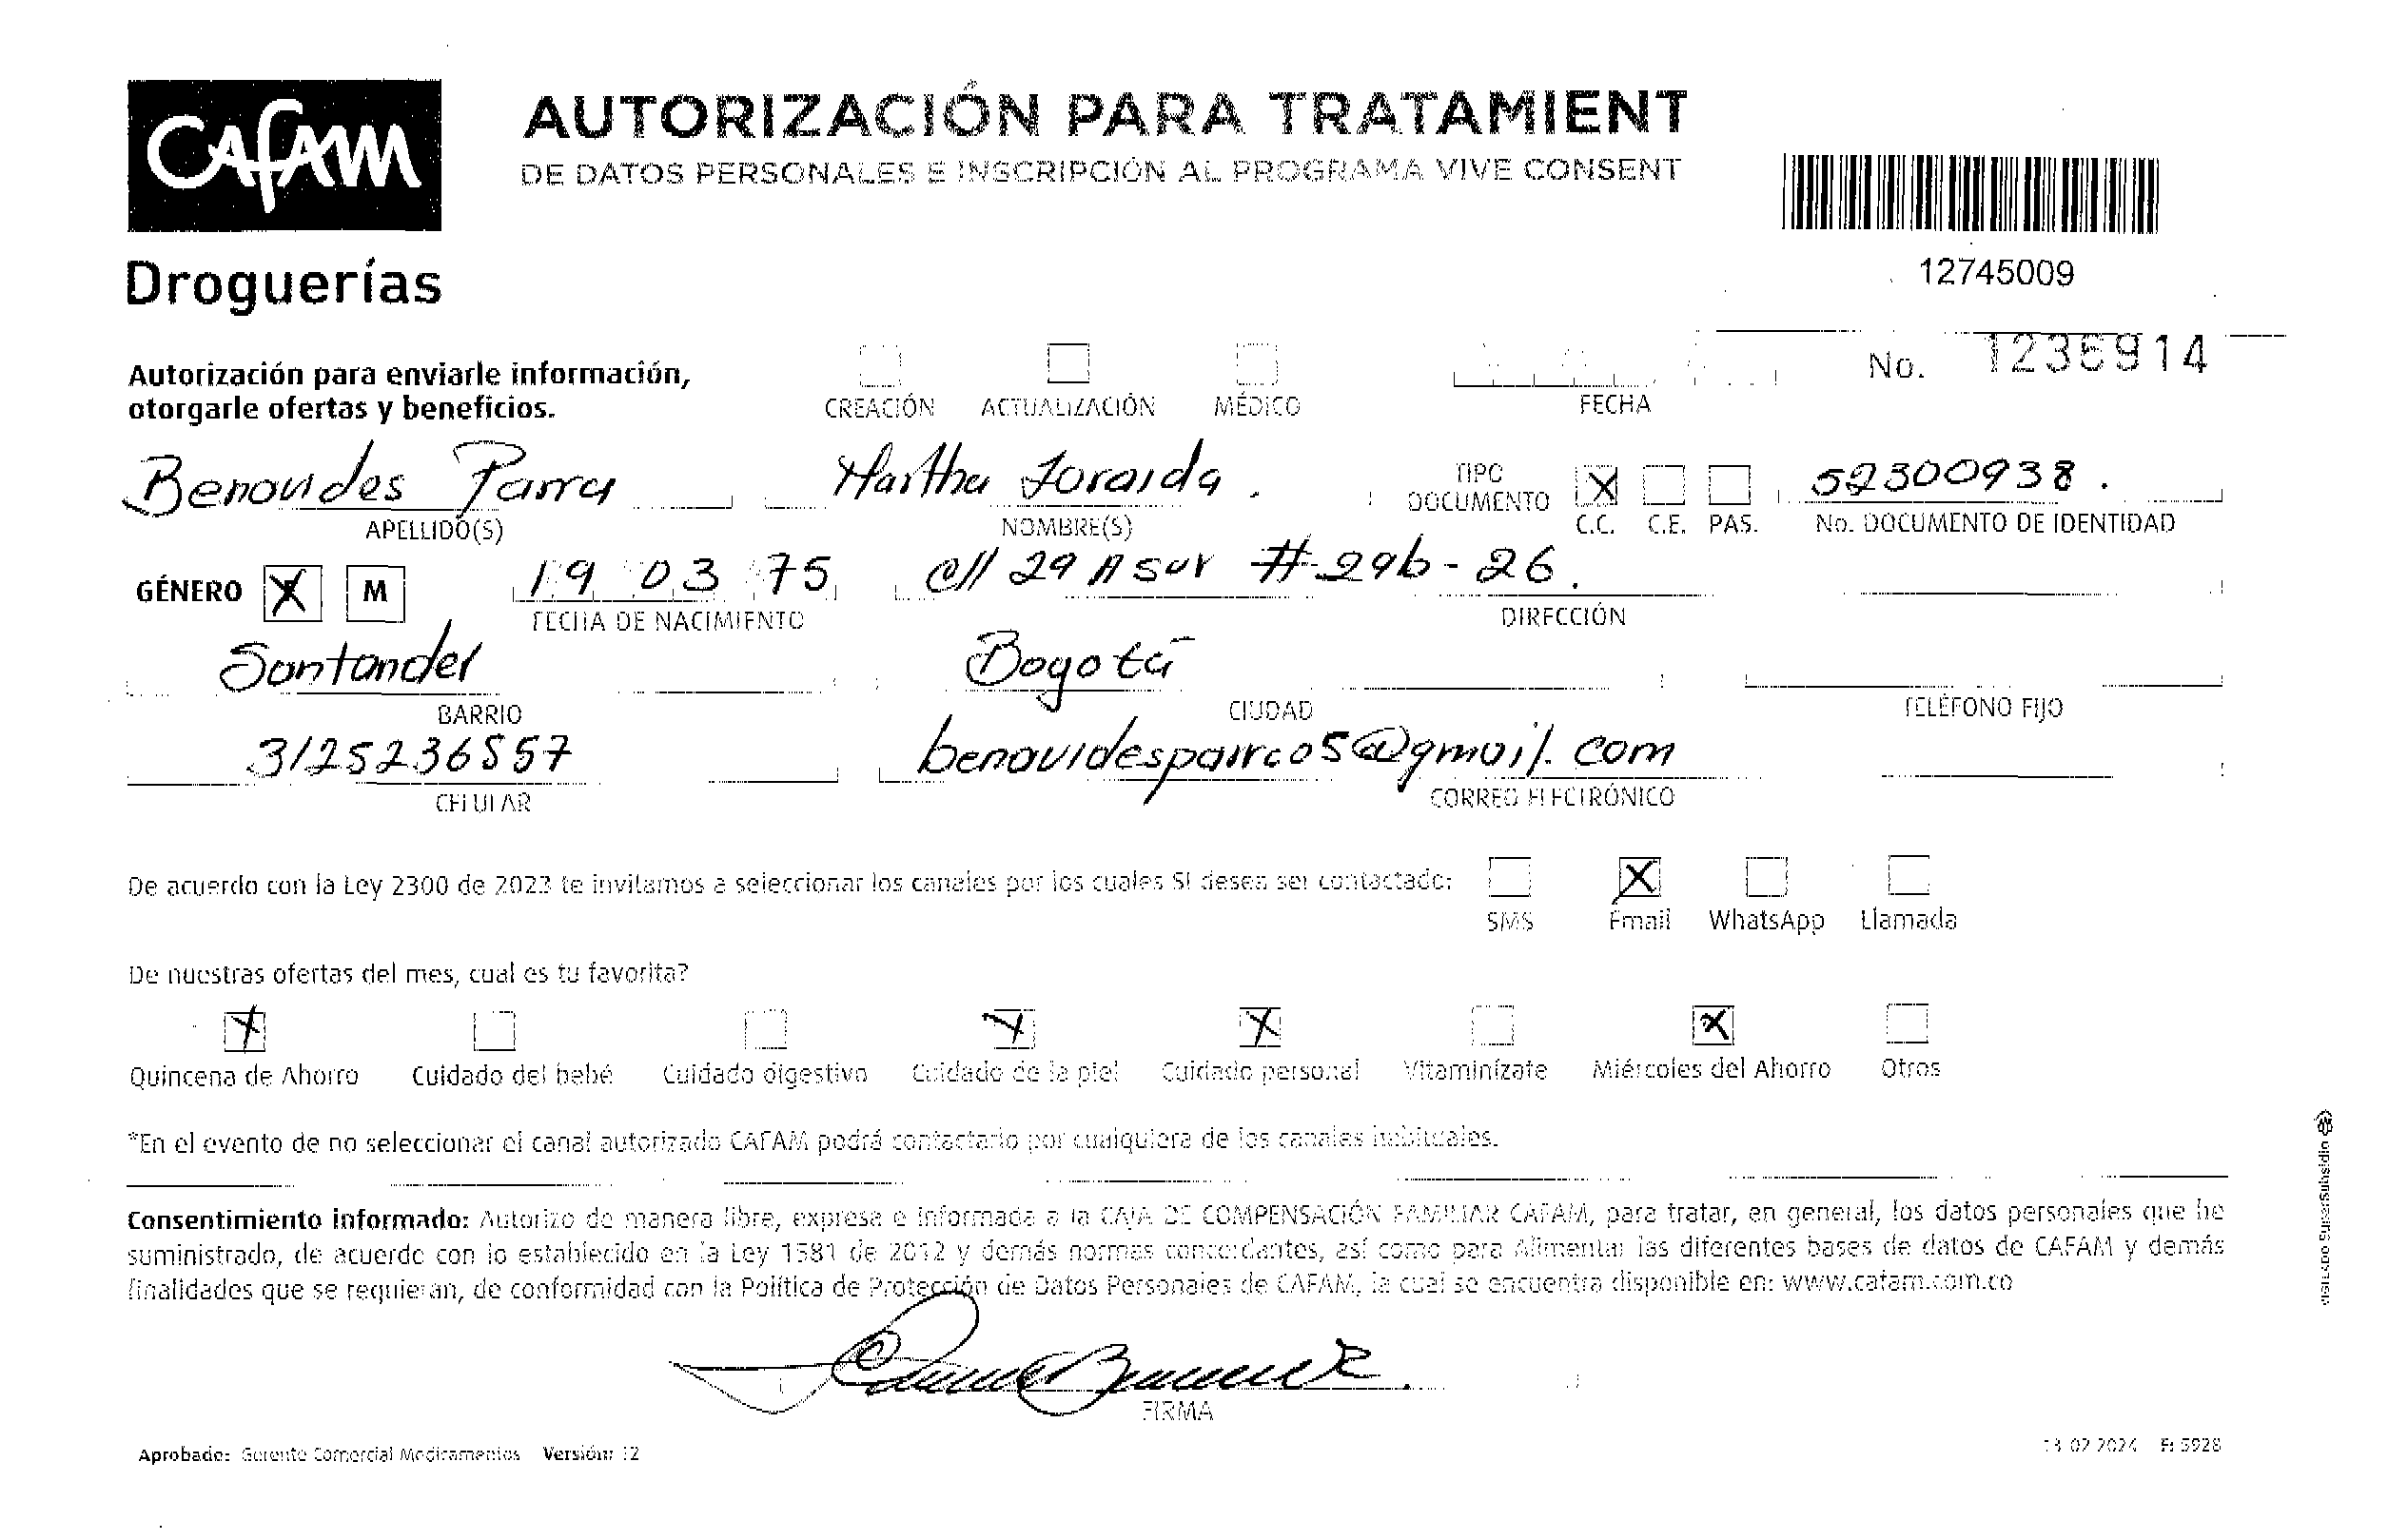 CAFAM
Droguerías
AUTORIZACIÓN PARA TRATAMIENT
DE DATOS PERSONALES E INSCRIPCIÓN AL PROGRAMA VIVE CONSENT
12745009
Autorización para enviarle información,
otorgarle ofertas y beneficios.
CREACIÓN ACTUALIZACIÓN MÉDICO FECHA No. 1236914
Benavides Parra Martha Zoraida. TIPO DOCUMENTO X 52300938.
APELLIDO(S) NOMBRE(S) C.C. C.E. PAS. No. DOCUMENTO DE IDENTIDAD
GÉNERO X M 19 03 75 cll 29 A sur # 29b - 26.
FECHA DE NACIMIENTO DIRECCIÓN
Santander Bogotá
BARRIO CIUDAD TELÉFONO FIJO
3125236557 benavidesparra05@gmail.com
CELULAR CORREO ELECTRÓNICO
De acuerdo con la Ley 2300 de 2023 te invitamos a seleccionar los canales por los cuales SI desea ser contactado: X
SMS Email WhatsApp Llamada
De nuestras ofertas del mes, cual es tu favorita?
X X X X
Quincena de Ahorro Cuidado del bebé Cuidado digestivo Cuidado de la piel Cuidado personal Vitaminízate Miércoles del Ahorro Otros
*En el evento de no seleccionar el canal autorizado CAFAM podrá contactarlo por cualquiera de los canales habituales.
Consentimiento informado: Autorizo de manera libre, expresa e informada a la CAJA DE COMPENSACIÓN FAMILIAR CAFAM, para tratar, en general, los datos personales que he
suministrado, de acuerdo con lo establecido en la Ley 1581 de 2012 y demás normas concordantes, así como para Alimentar las diferentes bases de datos de CAFAM y demás
finalidades que se requieran, de conformidad con la Política de Protección de Datos Personales de CAFAM, la cual se encuentra disponible en: www.cafam.com.co
FIRMA
Aprobado: Gerente Comercial Medicamentos Versión: 12
13 02 2024 F: 5928
VIGILADO SuperSubsidio